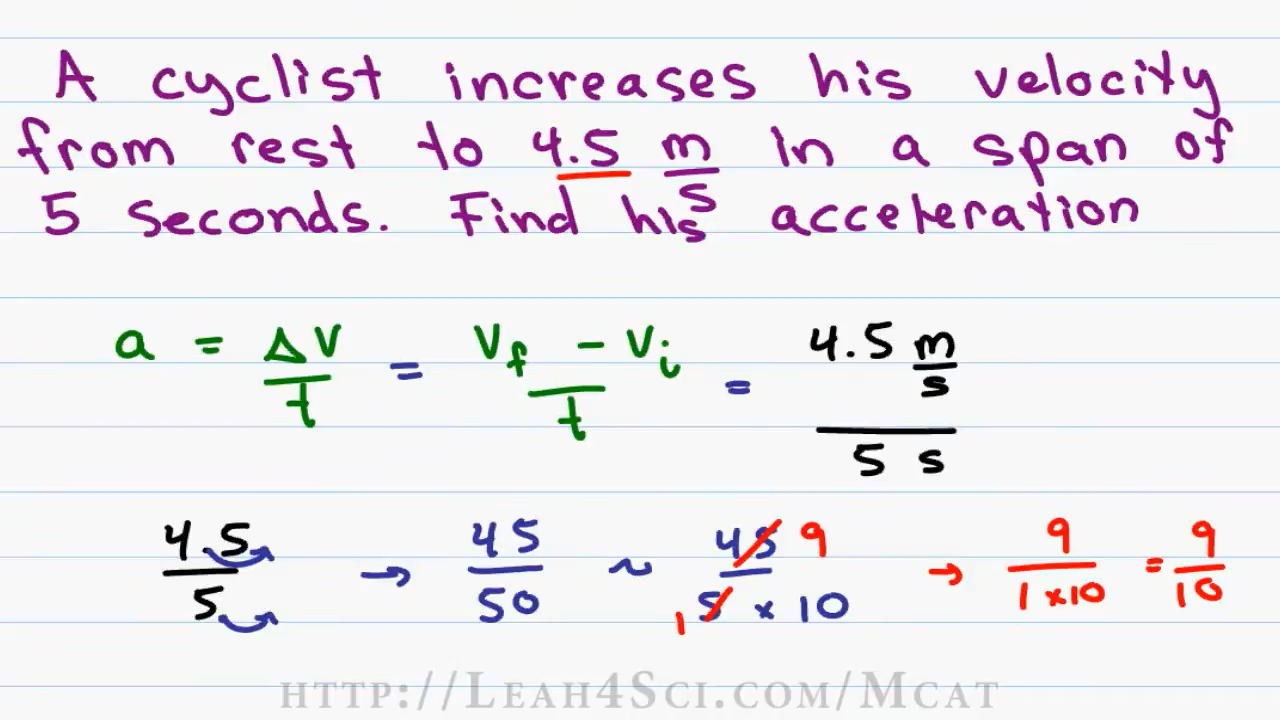 A cyclist increases his velocity
from rest to 4.5 m/s in a span of
5 seconds. Find his acceleration
a = ΔV/t = Vf - Vi/t = 4.5 m/s / 5 s
4.5/5 → 45/50 ~ 45 9/1 5 x 10 → 9/1x10 = 9/10
HTTP://LEAH4SCI.COM/MCAT